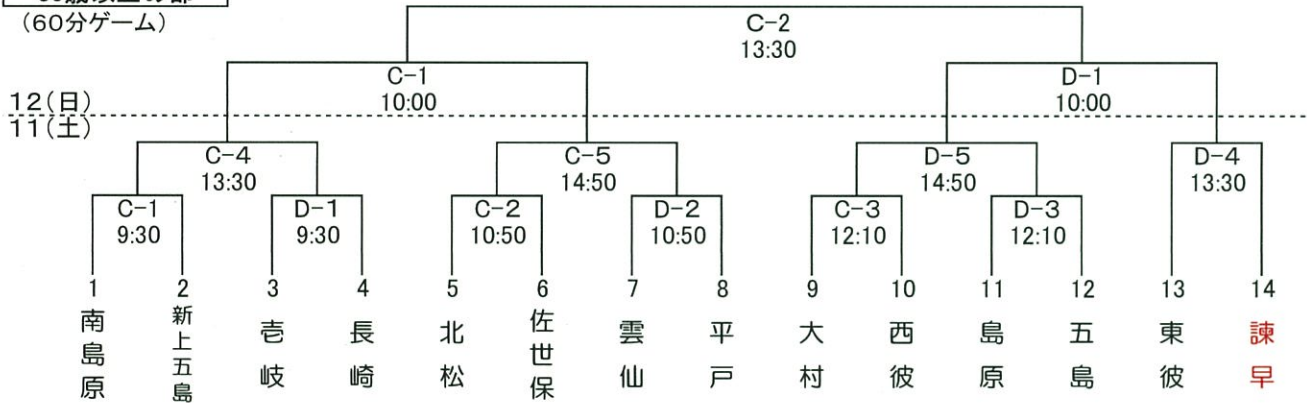 (60分ゲーム)
C-2
13:30
C-1
10:00
D-1
10:00
12(日)
11(土)
C-4
13:30
C-5
14:50
D-5
14:50
D-4
13:30
C-1
9:30
D-1
9:30
C-2
10:50
D-2
10:50
C-3
12:10
D-3
12:10
1 2 3 4 5 6 7 8 9 10 11 12 13 14
南島原
新上五島
壱岐
長崎
北松
佐世保
雲仙
平戸
大村
西彼
島原
五島
東彼
諫早